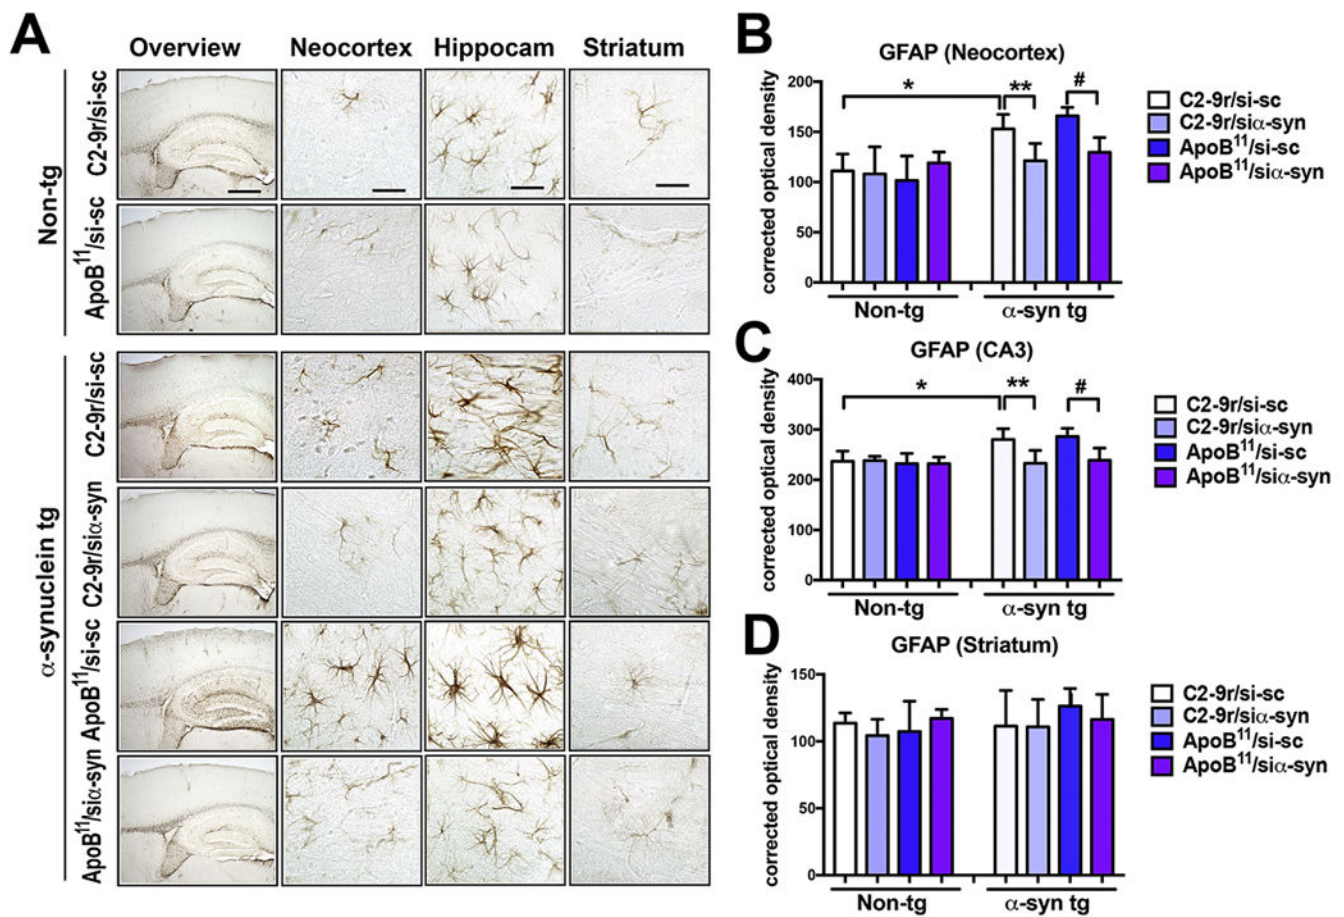 A
Overview Neocortex Hippocam Striatum
Non-tg
C2-9r/si-sc
ApoB¹¹/si-sc
α-synuclein tg
C2-9r/si-sc
C2-9r/siα-syn
ApoB¹¹/si-sc
ApoB¹¹/siα-syn
B
GFAP (Neocortex)
corrected optical density
200
150
100
50
0
* ** #
Non-tg α-syn tg
C2-9r/si-sc
C2-9r/siα-syn
ApoB¹¹/si-sc
ApoB¹¹/siα-syn
C
GFAP (CA3)
corrected optical density
400
300
200
100
0
* ** #
Non-tg α-syn tg
C2-9r/si-sc
C2-9r/siα-syn
ApoB¹¹/si-sc
ApoB¹¹/siα-syn
D
GFAP (Striatum)
corrected optical density
150
100
50
0
Non-tg α-syn tg
C2-9r/si-sc
C2-9r/siα-syn
ApoB¹¹/si-sc
ApoB¹¹/siα-syn